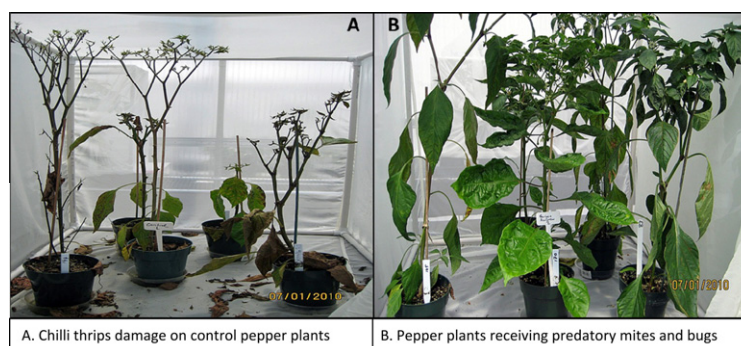 A
B
Control
07/01/2010
07/01/2010
A. Chilli thrips damage on control pepper plants
B. Pepper plants receiving predatory mites and bugs